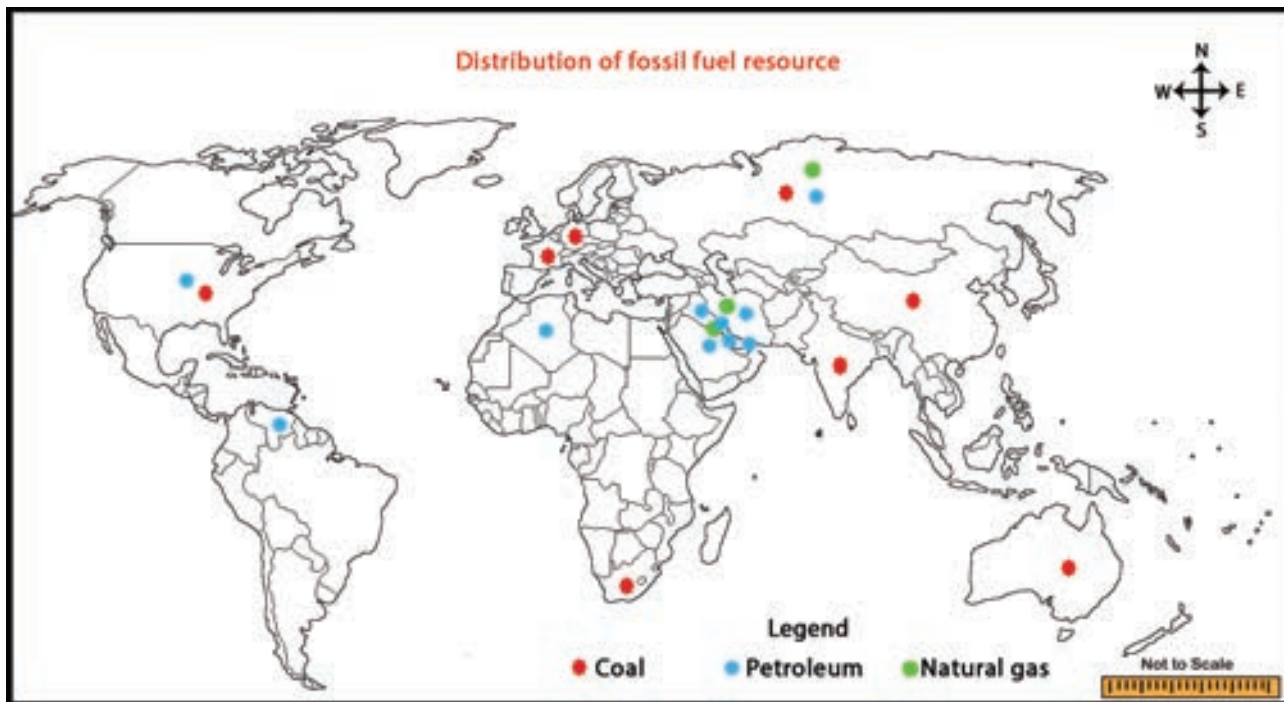 Distribution of fossil fuel resource
N
W E
S
Legend
Coal
Petroleum
Natural gas
Not to Scale